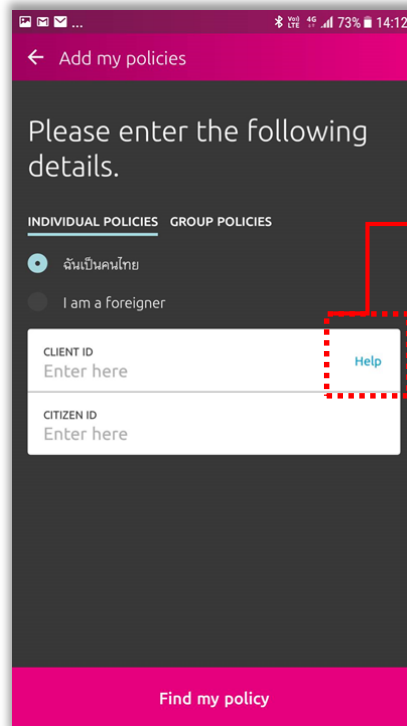 ... VoLTE 4G 73% 14:12
← Add my policies
Please enter the following
details.
INDIVIDUAL POLICIES GROUP POLICIES
ฉันเป็นคนไทย
I am a foreigner
CLIENT ID
Enter here
Help
CITIZEN ID
Enter here
Find my policy